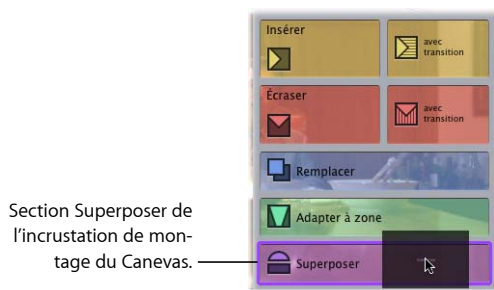 Insérer
avec
transition
Écraser
avec
transition
Remplacer
Adapter à zone
Superposer
Section Superposer de
l'incrustation de mon-
tage du Canevas.